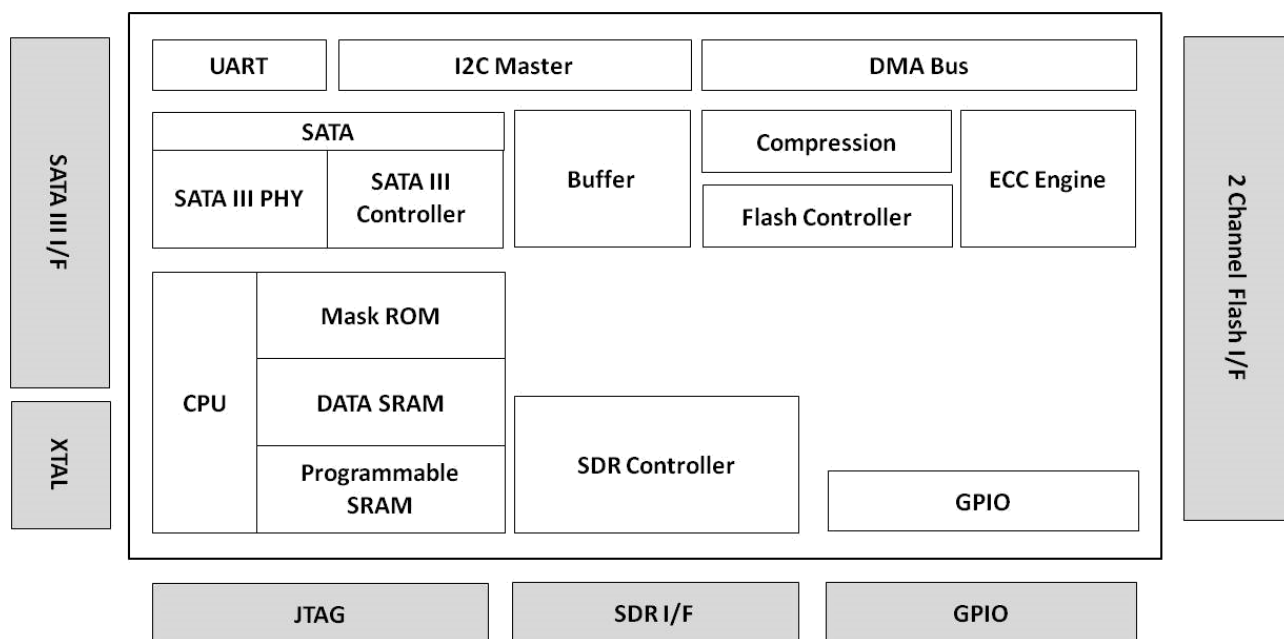 UART
I2C Master
DMA Bus
SATA
SATA III PHY
SATA III
Controller
Buffer
Compression
Flash Controller
ECC Engine
SATA III I/F
2 Channel Flash I/F
CPU
Mask ROM
DATA SRAM
Programmable
SRAM
SDR Controller
GPIO
XTAL
JTAG
SDR I/F
GPIO